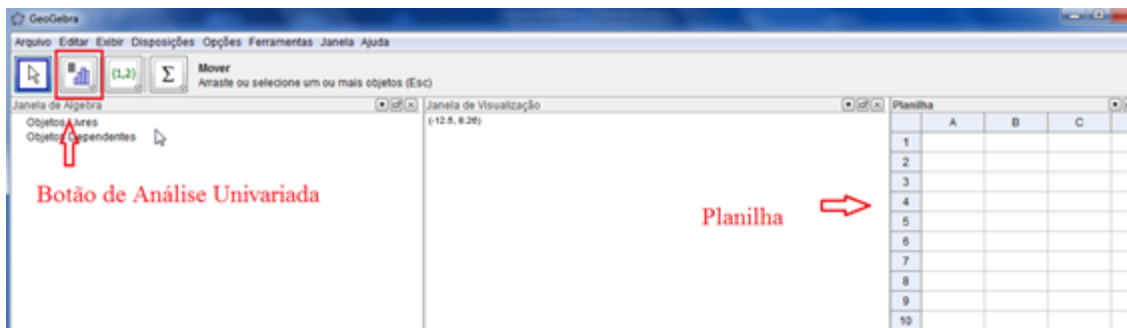 GeoGebra
Arquivo Editar Exibir Disposições Opções Ferramentas Janela Ajuda
{1,2}
Σ
Mover
Arraste ou selecione um ou mais objetos (Esc)
Janela de Álgebra
Janela de Visualização
Planilha
Objetos Livres
Objetos Dependentes
(-12.5, 8.26)
A B C
1
2
3
4
5
6
7
8
9
10
Botão de Análise Univariada
Planilha